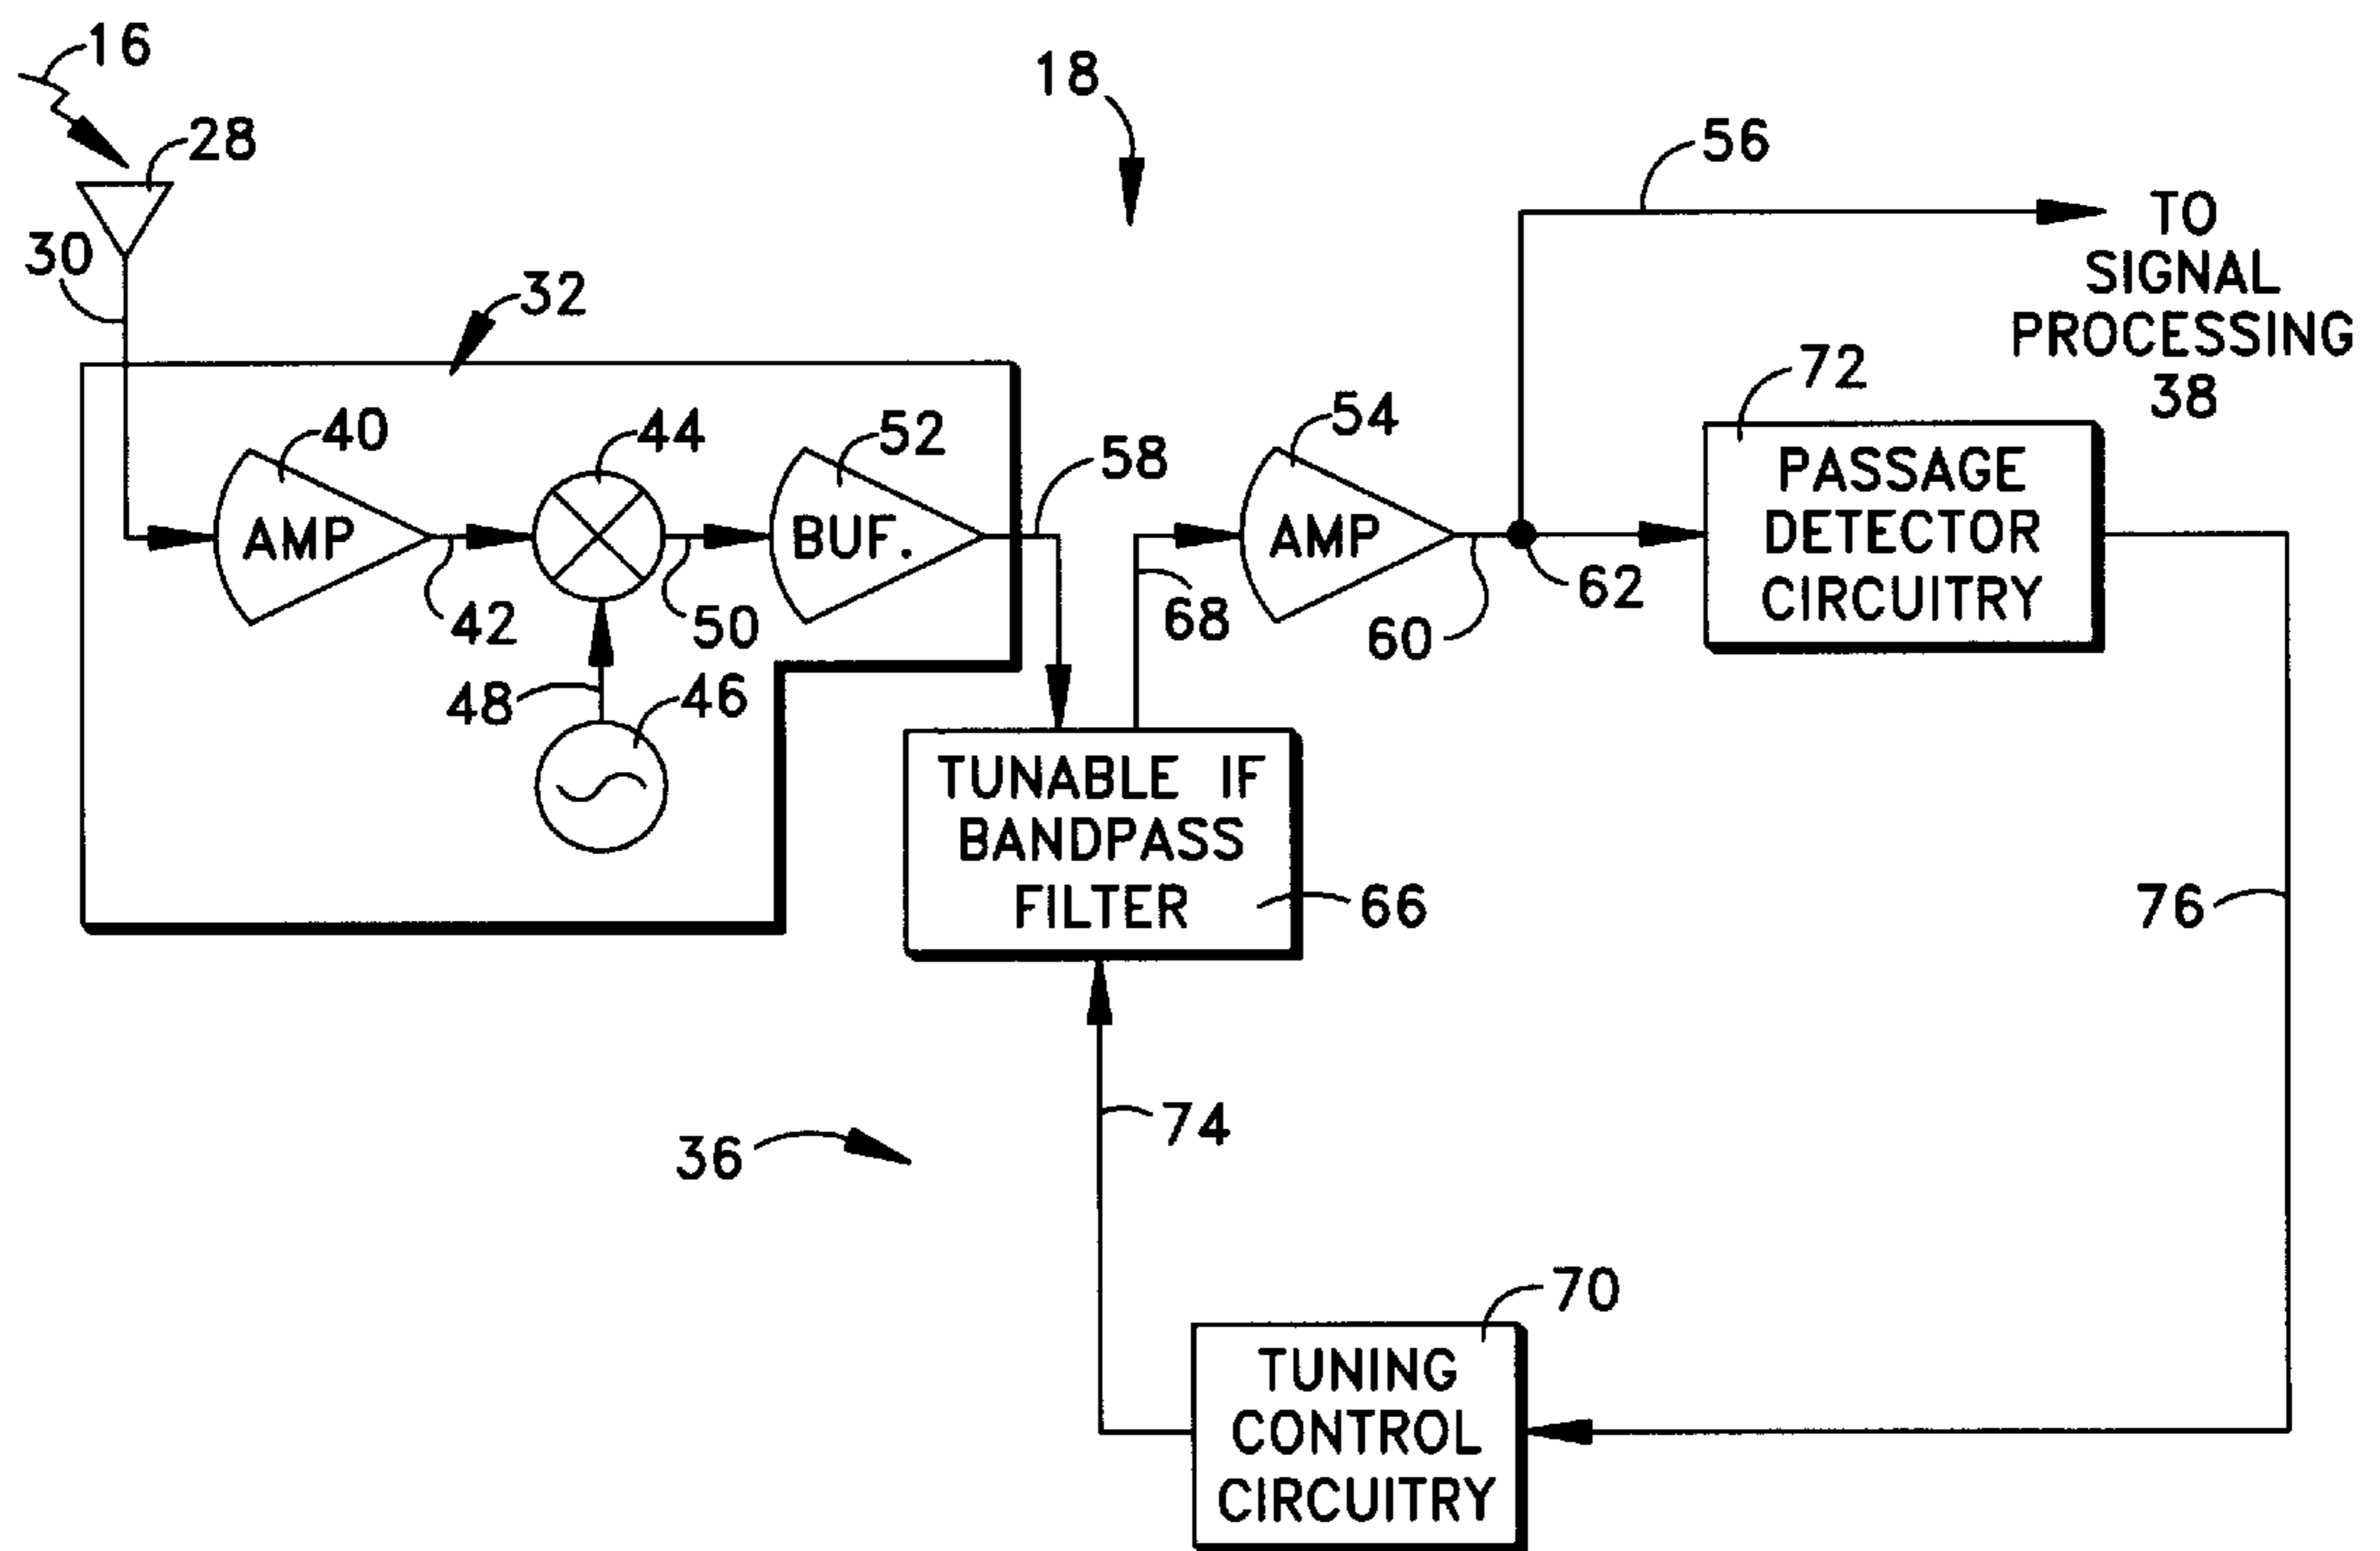 16
18
28
56
TO
SIGNAL
PROCESSING
38
30
32
72
40
44
52
58
54
AMP
BUF.
AMP
PASSAGE
DETECTOR
CIRCUITRY
42
50
68
60
62
48
46
TUNABLE IF
BANDPASS
FILTER
66
76
74
36
70
TUNING
CONTROL
CIRCUITRY